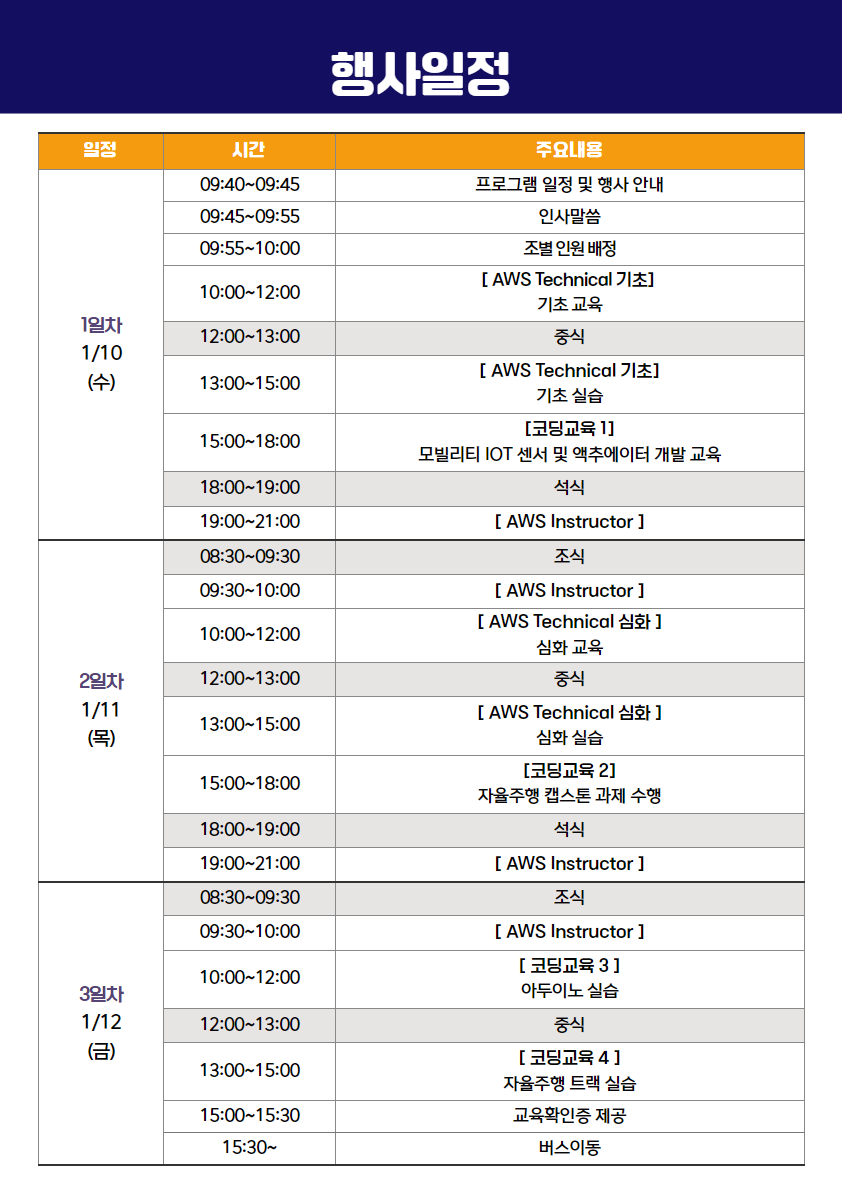 행사일정
일정 시간 주요내용
1일차
1/10
(수)
09:40~09:45 프로그램 일정 및 행사 안내
09:45~09:55 인사말씀
09:55~10:00 조별 인원 배정
10:00~12:00 [ AWS Technical 기초]
기초 교육
12:00~13:00 중식
13:00~15:00 [ AWS Technical 기초]
기초 실습
15:00~18:00 [코딩교육 1]
모빌리티 IOT 센서 및 액추에이터 개발 교육
18:00~19:00 석식
19:00~21:00 [ AWS Instructor ]
2일차
1/11
(목)
08:30~09:30 조식
09:30~10:00 [ AWS Instructor ]
10:00~12:00 [ AWS Technical 심화 ]
심화 교육
12:00~13:00 중식
13:00~15:00 [ AWS Technical 심화 ]
심화 실습
15:00~18:00 [코딩교육 2]
자율주행 캡스톤 과제 수행
18:00~19:00 석식
19:00~21:00 [ AWS Instructor ]
3일차
1/12
(금)
08:30~09:30 조식
09:30~10:00 [ AWS Instructor ]
10:00~12:00 [ 코딩교육 3 ]
아두이노 실습
12:00~13:00 중식
13:00~15:00 [ 코딩교육 4 ]
자율주행 트랙 실습
15:00~15:30 교육확인증 제공
15:30~ 버스이동